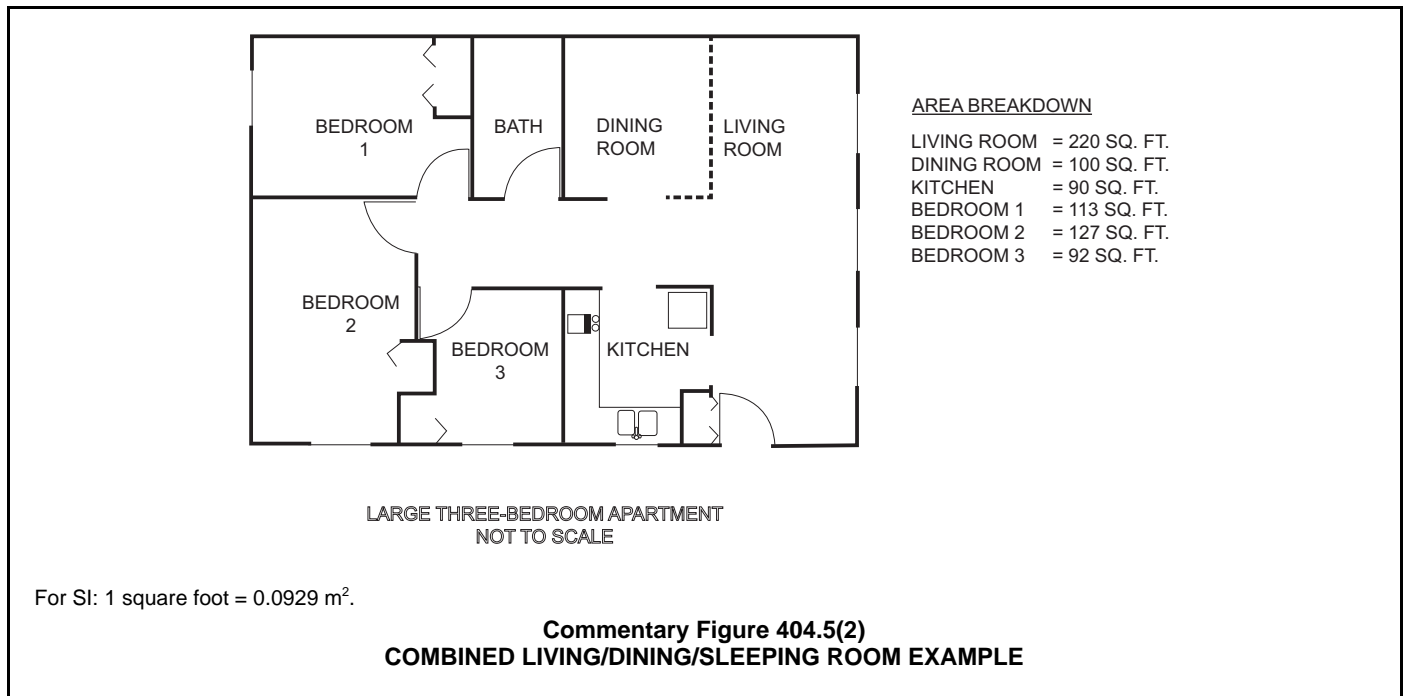 BEDROOM
1
BATH
DINING
ROOM
LIVING
ROOM
BEDROOM
2
BEDROOM
3
KITCHEN
AREA BREAKDOWN
LIVING ROOM = 220 SQ. FT.
DINING ROOM = 100 SQ. FT.
KITCHEN = 90 SQ. FT.
BEDROOM 1 = 113 SQ. FT.
BEDROOM 2 = 127 SQ. FT.
BEDROOM 3 = 92 SQ. FT.
LARGE THREE-BEDROOM APARTMENT
NOT TO SCALE
For SI: 1 square foot = 0.0929 m².
Commentary Figure 404.5(2)
COMBINED LIVING/DINING/SLEEPING ROOM EXAMPLE